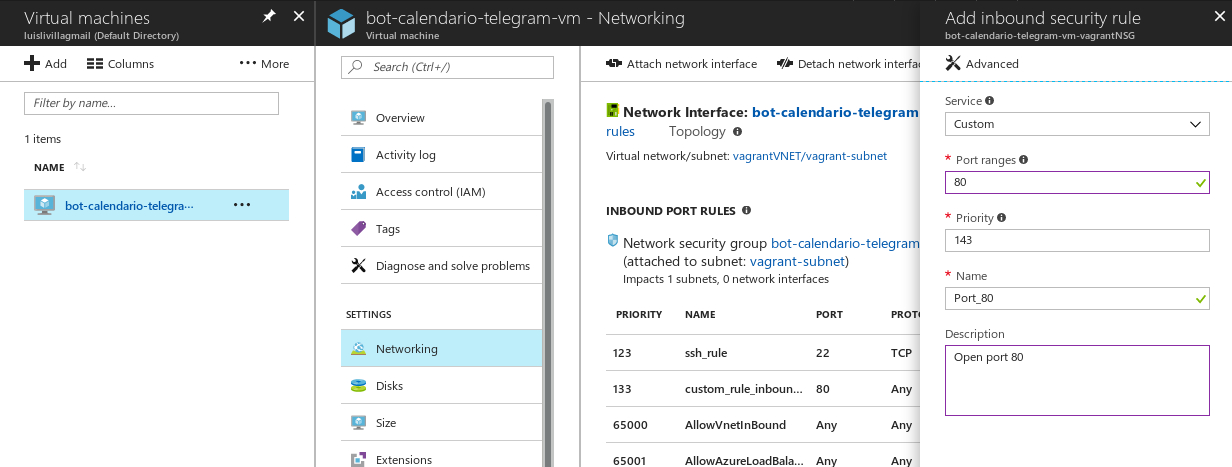 Virtual machines
luislivillagmail (Default Directory)
Add
Columns
More
Filter by name...
1 items
NAME
bot-calendario-telegra···
bot-calendario-telegram-vm - Networking
Virtual machine
Search (Ctrl+/)
Overview
Activity log
Access control (IAM)
Tags
Diagnose and solve problems
SETTINGS
Networking
Disks
Size
Extensions
Attach network interface
Detach network interfac
Network Interface: bot-calendario-telegram
rules Topology
Virtual network/subnet: vagrantVNET/vagrant-subnet
INBOUND PORT RULES
Network security group bot-calendario-telegram
(attached to subnet: vagrant-subnet)
Impacts 1 subnets, 0 network interfaces
PRIORITY NAME PORT PROTO
123 ssh_rule 22 TCP
133 custom_rule_inboun... 80 Any
65000 AllowVnetInBound Any Any
65001 AllowAzureLoadBala... Any Any
Add inbound security rule
bot-calendario-telegram-vm-vagrantNSG
Advanced
Service
Custom
* Port ranges
80
* Priority
143
* Name
Port_80
Description
Open port 80